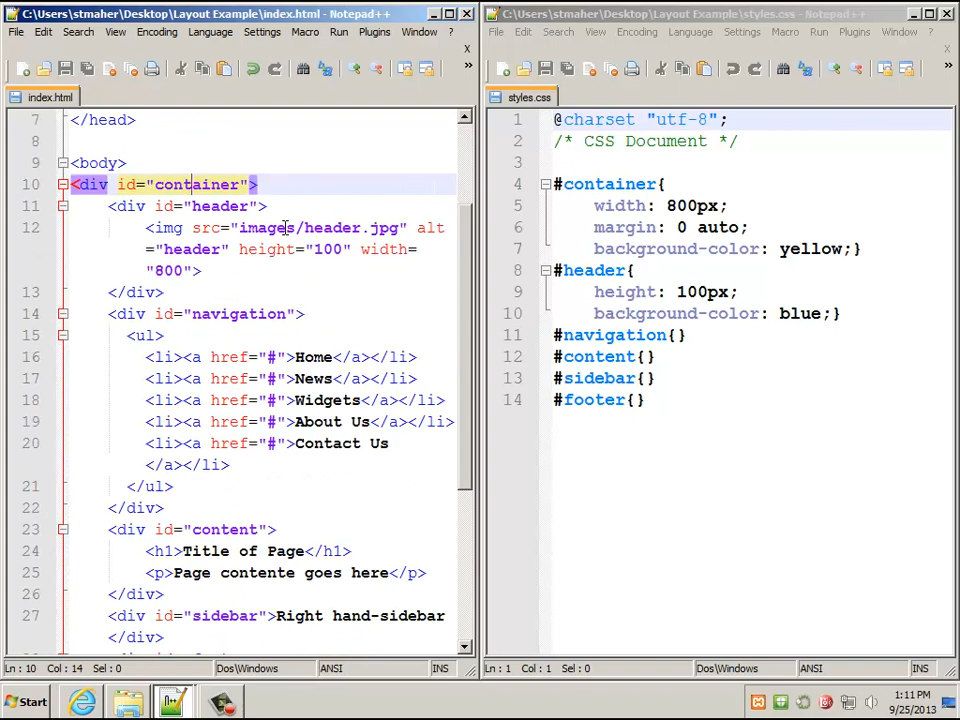 C:\Users\stmaher\Desktop\Layout Example\index.html - Notepad++
File Edit Search View Encoding Language Settings Macro Run Plugins Window ?
X
»
index.html
7 </head>
8
9 <body>
10 <div id="container">
11 <div id="header">
12 <img src="images/header.jpg" alt
="header" height="100" width=
"800">
13 </div>
14 <div id="navigation">
15 <ul>
16 <li><a href="#">Home</a></li>
17 <li><a href="#">News</a></li>
18 <li><a href="#">Widgets</a></li>
19 <li><a href="#">About Us</a></li>
20 <li><a href="#">Contact Us
</a></li>
21 </ul>
22 </div>
23 <div id="content">
24 <h1>Title of Page</h1>
25 <p>Page contente goes here</p>
26 </div>
27 <div id="sidebar">Right hand-sidebar
</div>
Ln : 10 Col : 14 Sel : 0 Dos\Windows ANSI INS
C:\Users\stmaher\Desktop\Layout Example\styles.css - Notepad++
File Edit Search View Encoding Language Settings Macro Run Plugins Window ?
X
»
styles.css
1 @charset "utf-8";
2 /* CSS Document */
3
4 #container{
5 width: 800px;
6 margin: 0 auto;
7 background-color: yellow;}
8 #header{
9 height: 100px;
10 background-color: blue;}
11 #navigation{}
12 #content{}
13 #sidebar{}
14 #footer{}
Ln : 1 Col : 1 Sel : 0 Dos\Windows ANSI INS
Start
1:11 PM
9/25/2013